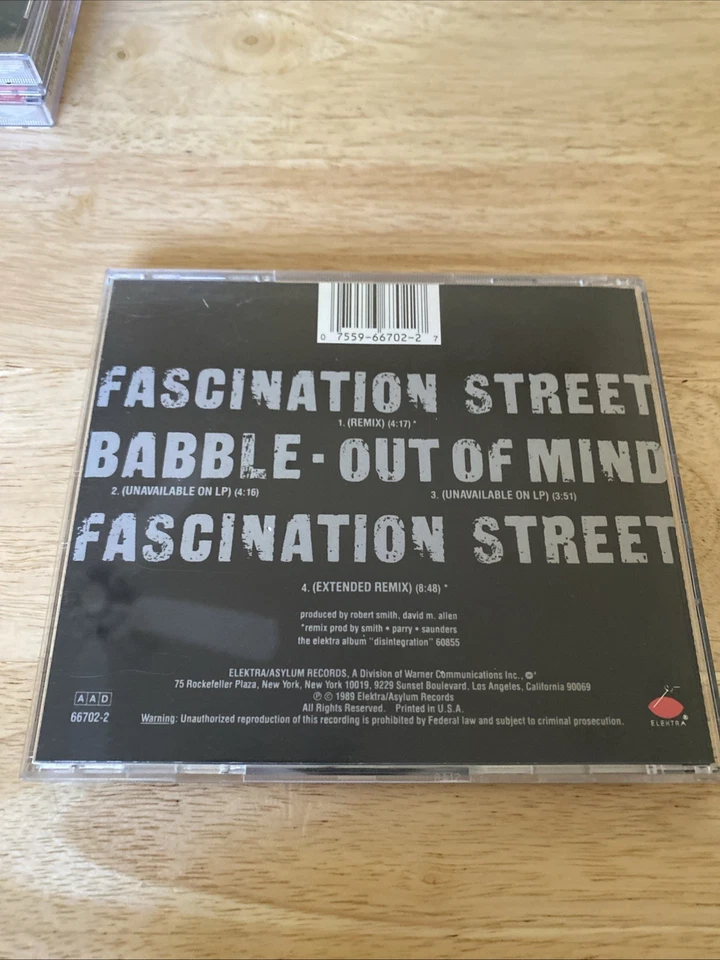 0 7559-66702-2 7
FASCINATION STREET
1. (REMIX) (4:17) *
BABBLE - OUT OF MIND
2. (UNAVAILABLE ON LP) (4:16) 3. (UNAVAILABLE ON LP) (3:51)
FASCINATION STREET
4. (EXTENDED REMIX) (8:48) *
produced by robert smith, david m. allen
*remix prod by smith • parry • saunders
the elektra album "disintegration" 60855
ELEKTRA/ASYLUM RECORDS, A Division of Warner Communications Inc.,
75 Rockefeller Plaza, New York, New York 10019, 9229 Sunset Boulevard, Los Angeles, California 90069
℗ © 1989 Elektra/Asylum Records
All Rights Reserved. Printed in U.S.A.
Warning: Unauthorized reproduction of this recording is prohibited by Federal law and subject to criminal prosecution.
AAD
66702-2
ELEKTRA®